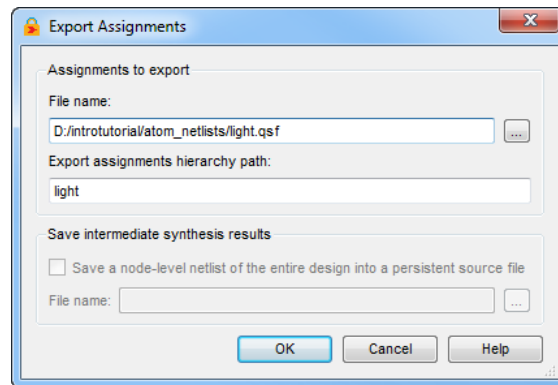 Export Assignments
Assignments to export
File name:
D:/introtutorial/atom_netlists/light.qsf
...
Export assignments hierarchy path:
light
Save intermediate synthesis results
Save a node-level netlist of the entire design into a persistent source file
File name:
...
OK Cancel Help